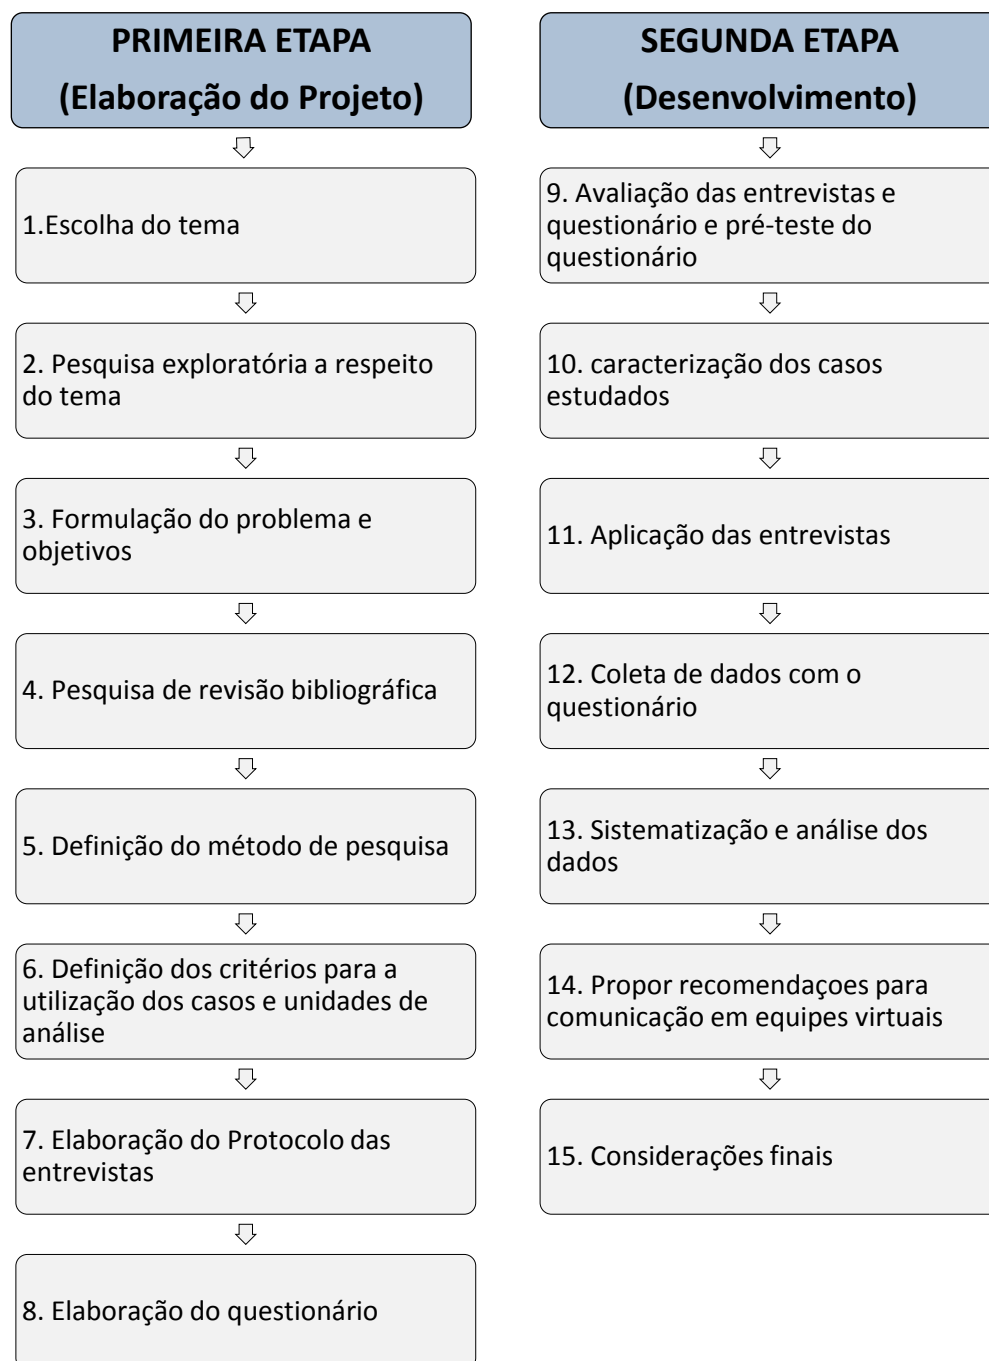 PRIMEIRA ETAPA
(Elaboração do Projeto)
1.Escolha do tema
2. Pesquisa exploratória a respeito
do tema
3. Formulação do problema e
objetivos
4. Pesquisa de revisão bibliográfica
5. Definição do método de pesquisa
6. Definição dos critérios para a
utilização dos casos e unidades de
análise
7. Elaboração do Protocolo das
entrevistas
8. Elaboração do questionário
SEGUNDA ETAPA
(Desenvolvimento)
9. Avaliação das entrevistas e
questionário e pré-teste do
questionário
10. caracterização dos casos
estudados
11. Aplicação das entrevistas
12. Coleta de dados com o
questionário
13. Sistematização e análise dos
dados
14. Propor recomendaçoes para
comunicação em equipes virtuais
15. Considerações finais